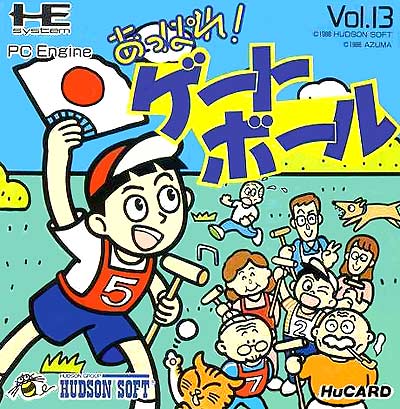 HE
system
PC Engine
Vol.13
©1988 HUDSON SOFT
©1988 AZUMA
あっぱれ!
ゲート
ボール
5
2
7
HUDSON GROUP
HUDSON SOFT
HuCARD